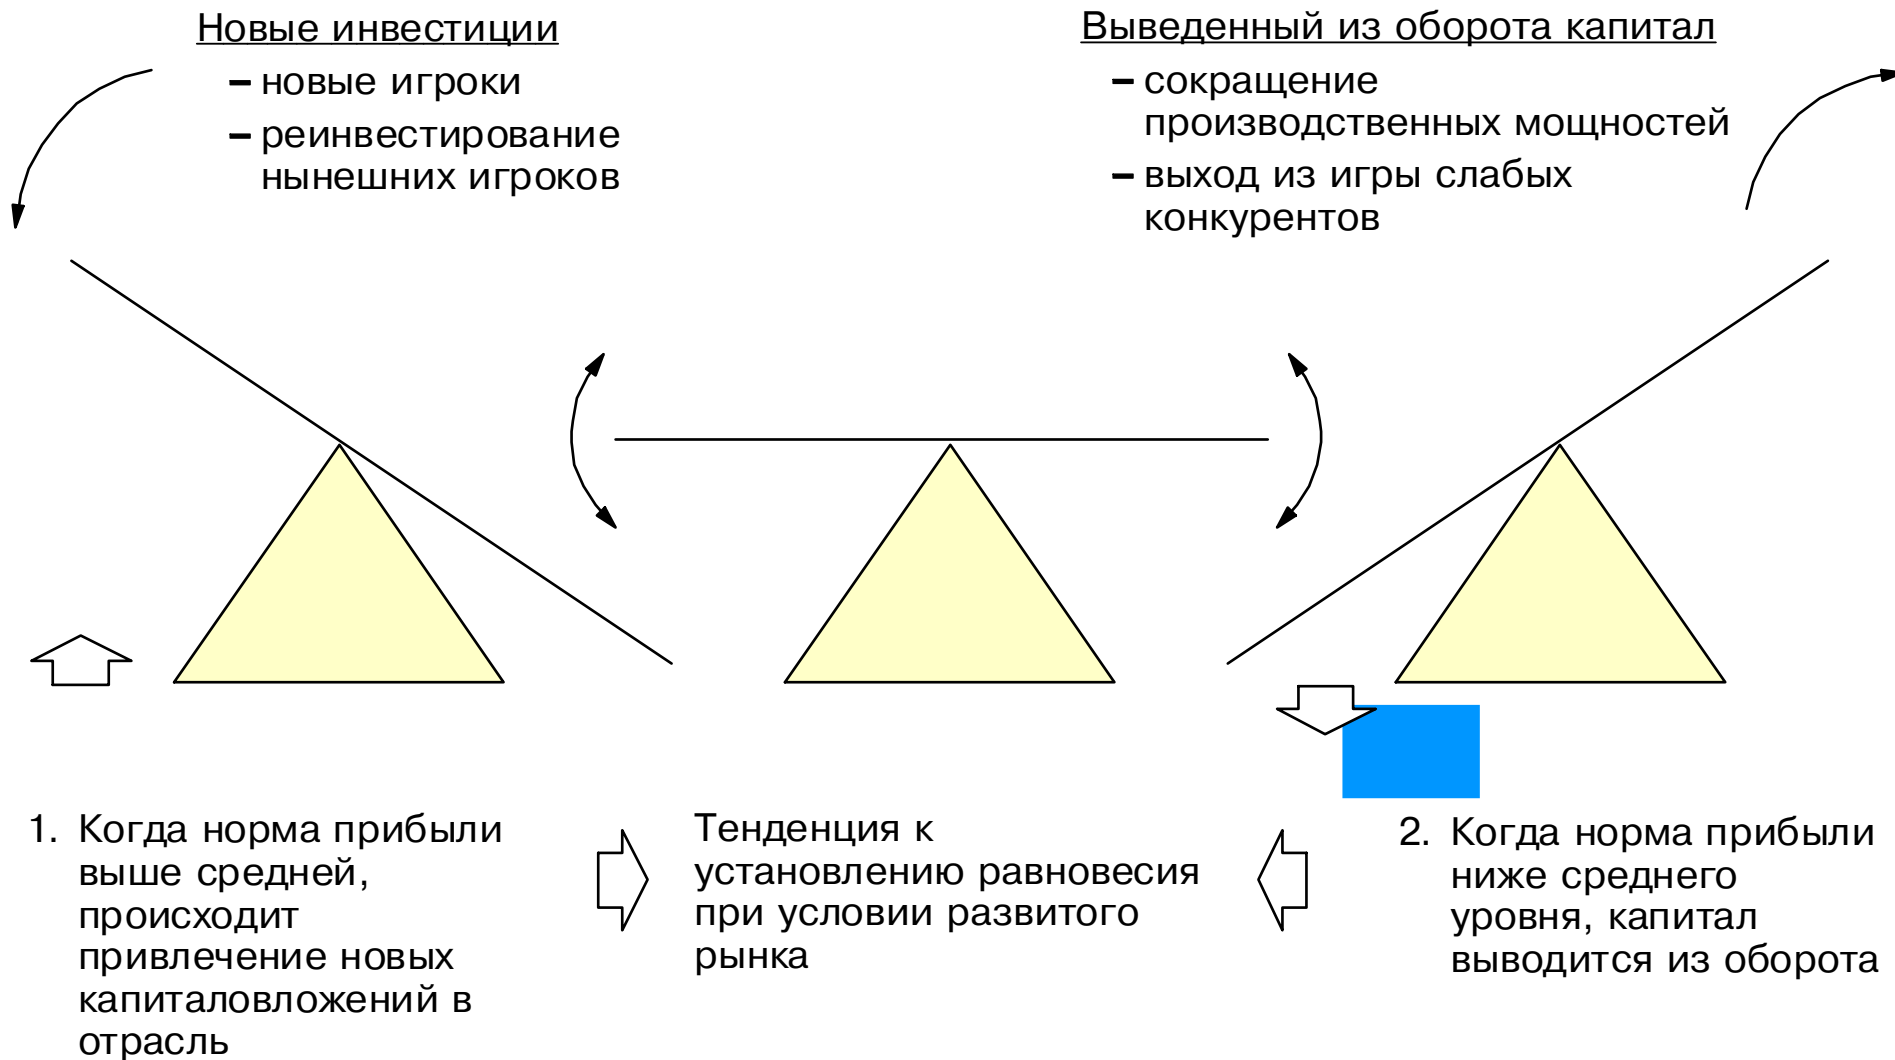 Новые инвестиции
– новые игроки
– реинвестирование
нынешних игроков
Выведенный из оборота капитал
– сокращение
производственных мощностей
– выход из игры слабых
конкурентов
1. Когда норма прибыли
выше средней,
происходит
привлечение новых
капиталовложений в
отрасль
Тенденция к
установлению равновесия
при условии развитого
рынка
2. Когда норма прибыли
ниже среднего
уровня, капитал
выводится из оборота